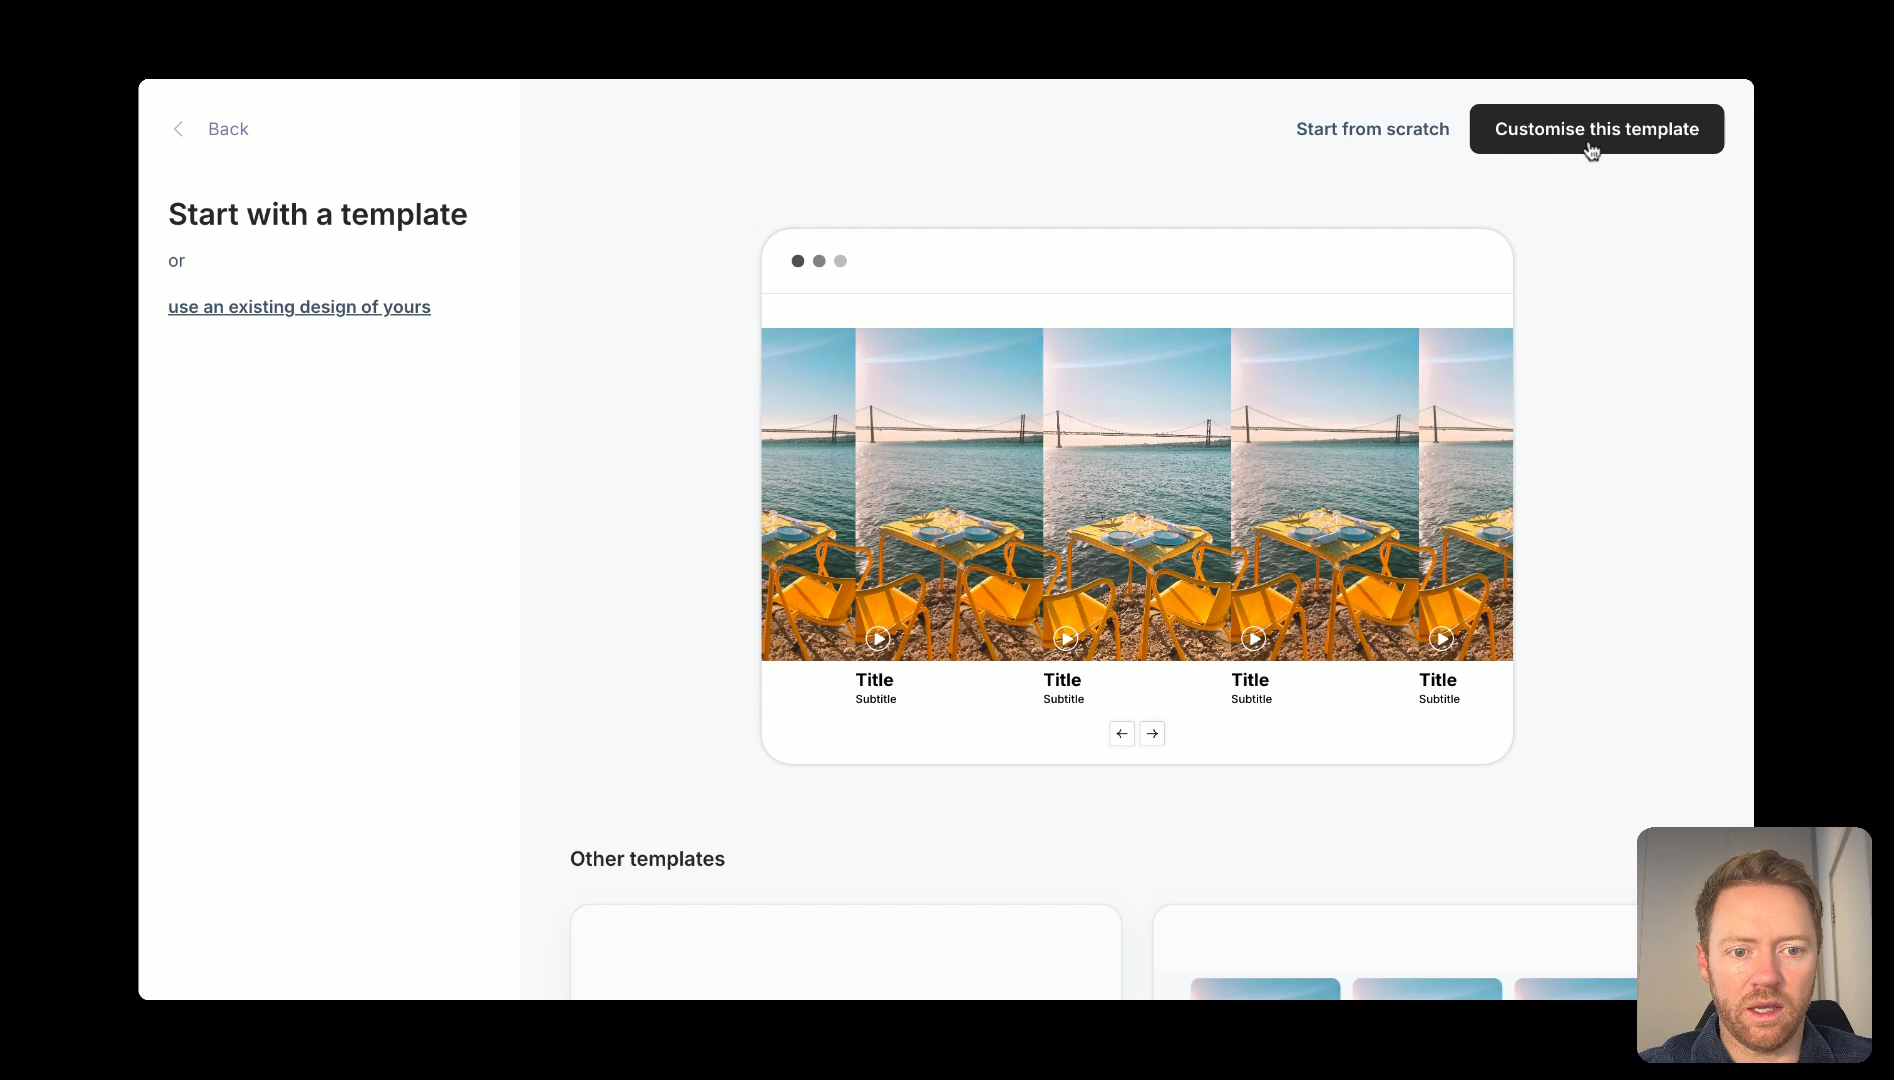 Back
Start from scratch
Customise this template
Start with a template
or
use an existing design of yours
Title
Subtitle
Title
Subtitle
Title
Subtitle
Title
Subtitle
Other templates